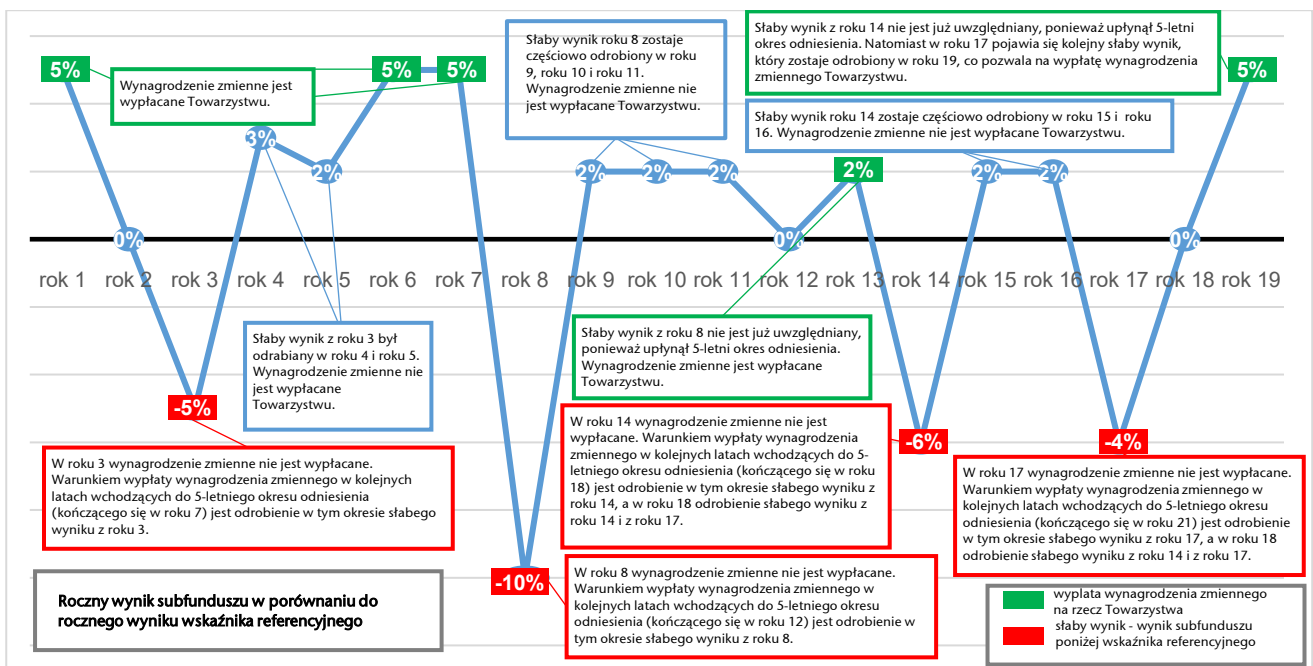 Słaby wynik z roku 14 nie jest już uwzględniany, ponieważ upłynął 5-letni
okres odniesienia. Natomiast w roku 17 pojawia się kolejny słaby wynik,
który zostaje odrobiony w roku 19, co pozwala na wypłatę wynagrodzenia
zmiennego Towarzystwu.
Słaby wynik roku 8 zostaje
częściowo odrobiony w roku
9, roku 10 i roku 11.
Wynagrodzenie zmienne nie
jest wypłacane Towarzystwu.
5%
Wynagrodzenie zmienne jest
wypłacane Towarzystwu.
5%
5%
5%
Słaby wynik roku 14 zostaje częściowo odrobiony w roku 15 i roku
16. Wynagrodzenie zmienne nie jest wypłacane Towarzystwu.
0%
3%
2%
2%
2%
2%
0%
2%
2%
2%
0%
rok 1
rok 2
rok 3
rok 4
rok 5
rok 6
rok 7
rok 8
rok 9
rok 10
rok 11
rok 12
rok 13
rok 14
rok 15
rok 16
rok 17
rok 18
rok 19
Słaby wynik z roku 3 był
odrabiany w roku 4 i roku 5.
Wynagrodzenie zmienne nie
jest wypłacane
Towarzystwu.
Słaby wynik z roku 8 nie jest już uwzględniany,
ponieważ upłynął 5-letni okres odniesienia.
Wynagrodzenie zmienne jest wypłacane
Towarzystwu.
-5%
-10%
-6%
-4%
W roku 3 wynagrodzenie zmienne nie jest wypłacane.
Warunkiem wypłaty wynagrodzenia zmiennego w kolejnych
latach wchodzących do 5-letniego okresu odniesienia
(kończącego się w roku 7) jest odrobienie w tym okresie słabego
wyniku z roku 3.
W roku 14 wynagrodzenie zmienne nie jest
wypłacane. Warunkiem wypłaty wynagrodzenia
zmiennego w kolejnych latach wchodzących do 5-
letniego okresu odniesienia (kończącego się w roku
18) jest odrobienie w tym okresie słabego wyniku z
roku 14, a w roku 18 odrobienie słabego wyniku z
roku 14 i z roku 17.
W roku 17 wynagrodzenie zmienne nie jest wypłacane.
Warunkiem wypłaty wynagrodzenia zmiennego w
kolejnych latach wchodzących do 5-letniego okresu
odniesienia (kończącego się w roku 21) jest odrobienie
w tym okresie słabego wyniku z roku 17, a w roku 18
odrobienie słabego wyniku z roku 14 i z roku 17.
W roku 8 wynagrodzenie zmienne nie jest wypłacane.
Warunkiem wypłaty wynagrodzenia zmiennego w
kolejnych latach wchodzących do 5-letniego okresu
odniesienia (kończącego się w roku 12) jest odrobienie w
tym okresie słabego wyniku z roku 8.
Roczny wynik subfunduszu w porównaniu do
rocznego wyniku wskaźnika referencyjnego
wyplata wynagrodzenia zmiennego
na rzecz Towarzystwa
słaby wynik - wynik subfunduszu
poniżej wskaźnika referencyjnego